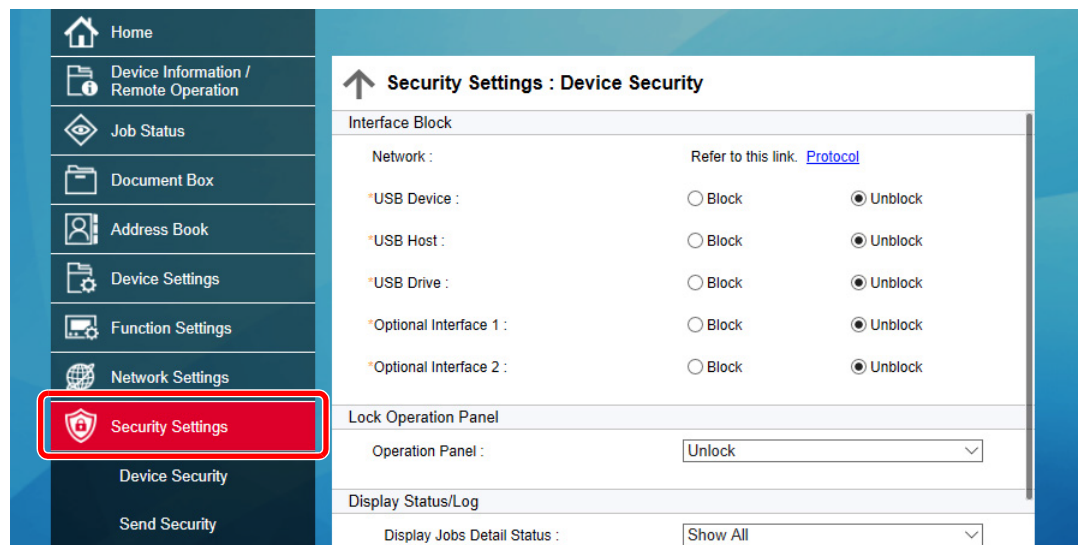 Home
Device Information /
Remote Operation
Job Status
Document Box
Address Book
Device Settings
Function Settings
Network Settings
Security Settings
Device Security
Send Security
Security Settings : Device Security
Interface Block
Network : Refer to this link. Protocol
*USB Device : Block Unblock
*USB Host : Block Unblock
*USB Drive : Block Unblock
*Optional Interface 1 : Block Unblock
*Optional Interface 2 : Block Unblock
Lock Operation Panel
Operation Panel : Unlock
Display Status/Log
Display Jobs Detail Status : Show All